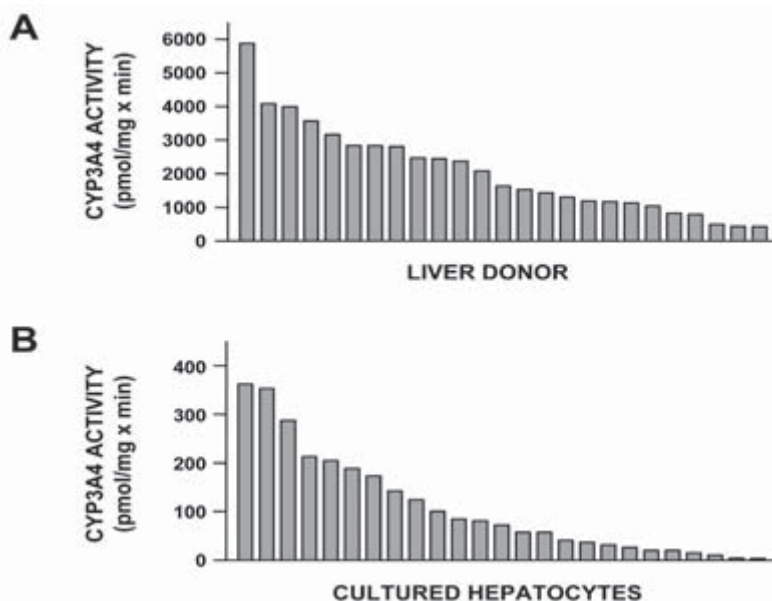 A
CYP3A4 ACTIVITY
(pmol/mg x min)
6000
5000
4000
3000
2000
1000
0
LIVER DONOR
B
CYP3A4 ACTIVITY
(pmol/mg x min)
400
300
200
100
0
CULTURED HEPATOCYTES